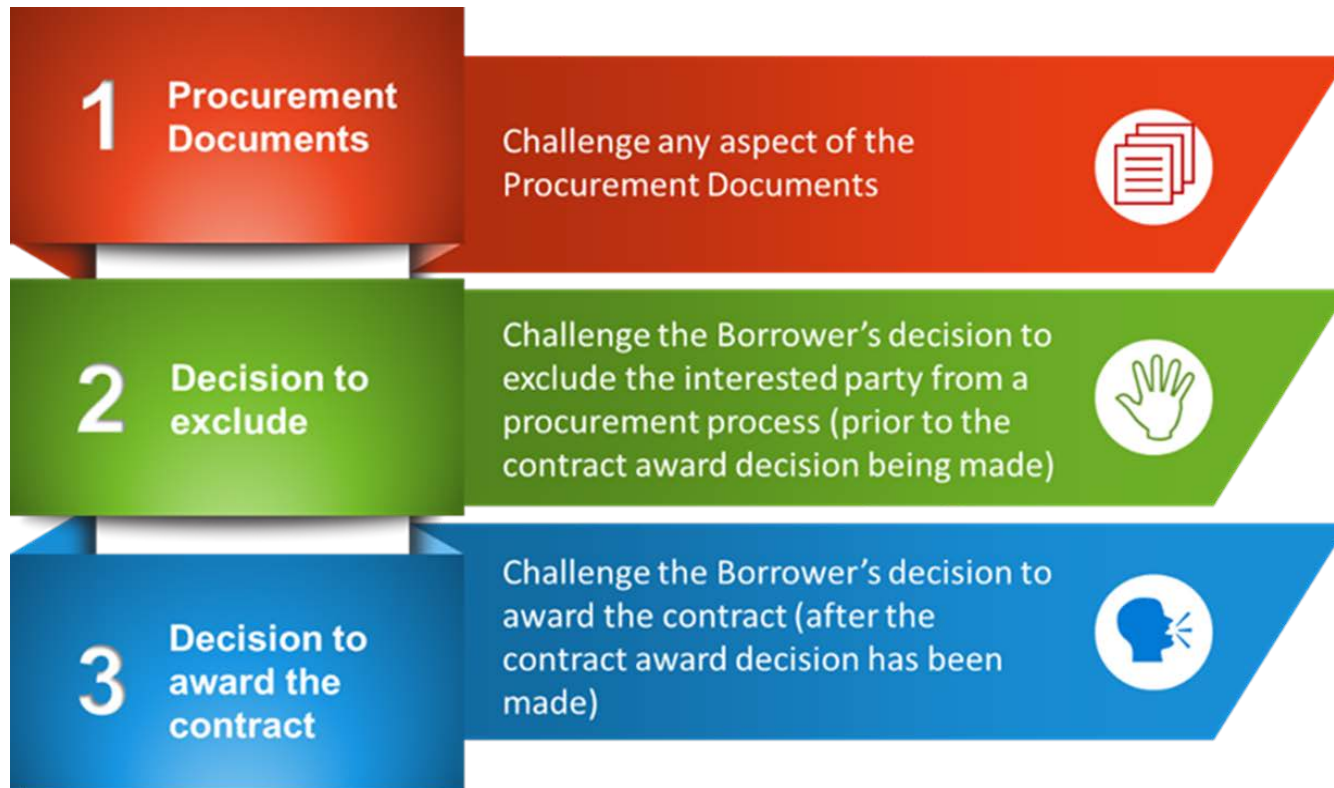 1
Procurement
Documents
Challenge any aspect of the
Procurement Documents
2
Decision to
exclude
Challenge the Borrower’s decision to
exclude the interested party from a
procurement process (prior to the
contract award decision being made)
3
Decision to
award the
contract
Challenge the Borrower’s decision to
award the contract (after the
contract award decision has been
made)